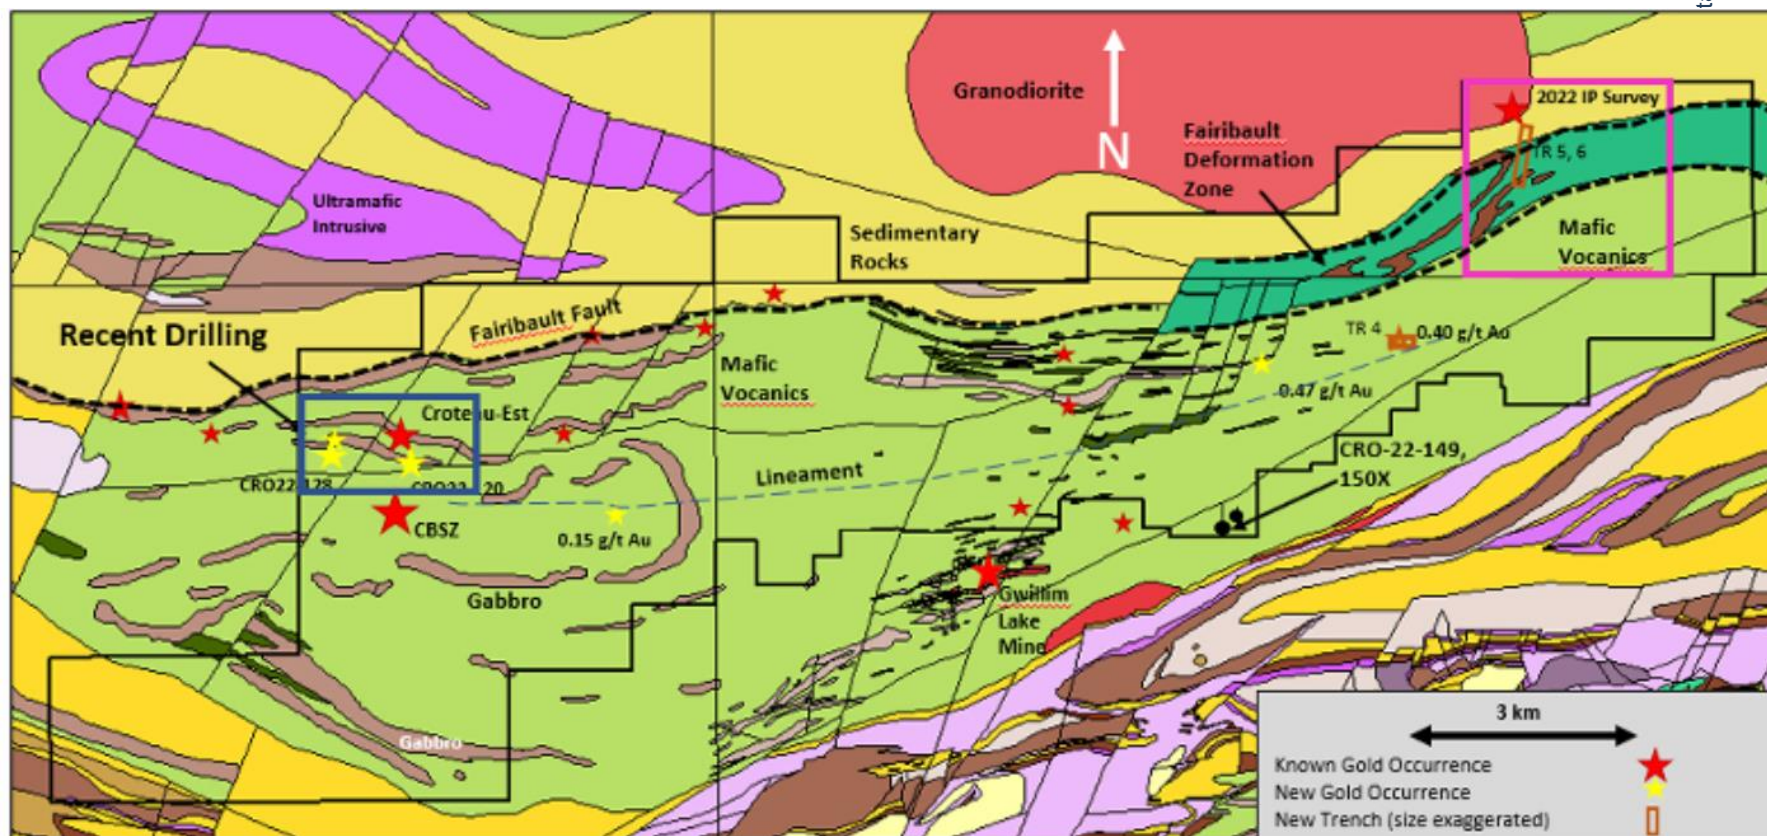 Granodiorite
N
Fairibault
Deformation
Zone
2022 IP Survey
TR 5, 6
Ultramafic
Intrusive
Sedimentary
Rocks
Mafic
Vocanics
Recent Drilling
Fairibault Fault
Mafic
Vocanics
TR 4
0.40 g/t Au
0.47 g/t Au
Croteau-Est
CRO22-128
CBSZ
Lineament
0.15 g/t Au
CRO-22-149,
150X
Gabbro
Gwillim
Lake
Mine
Gabbro
3 km
Known Gold Occurrence
New Gold Occurrence
New Trench (size exaggerated)